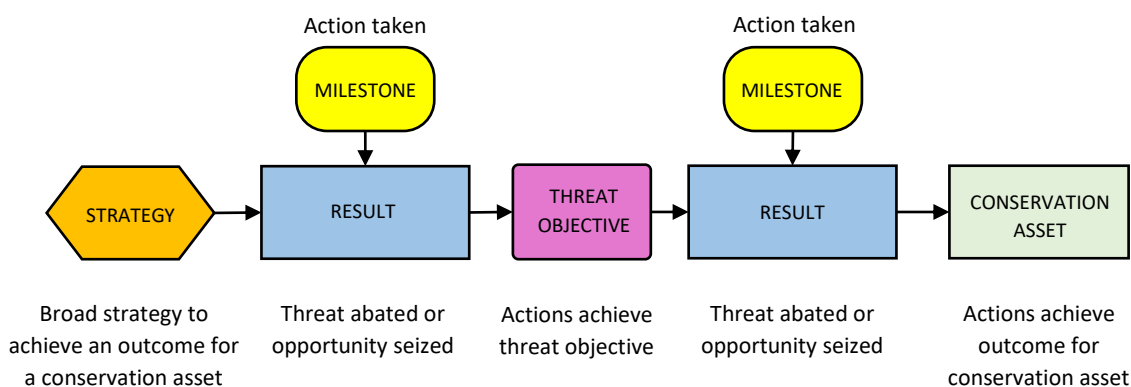 Action taken
Action taken
MILESTONE
MILESTONE
STRATEGY
RESULT
THREAT
OBJECTIVE
RESULT
CONSERVATION
ASSET
Broad strategy to
achieve an outcome for
a conservation asset
Threat abated or
opportunity seized
Actions achieve
threat objective
Threat abated or
opportunity seized
Actions achieve
outcome for
conservation asset